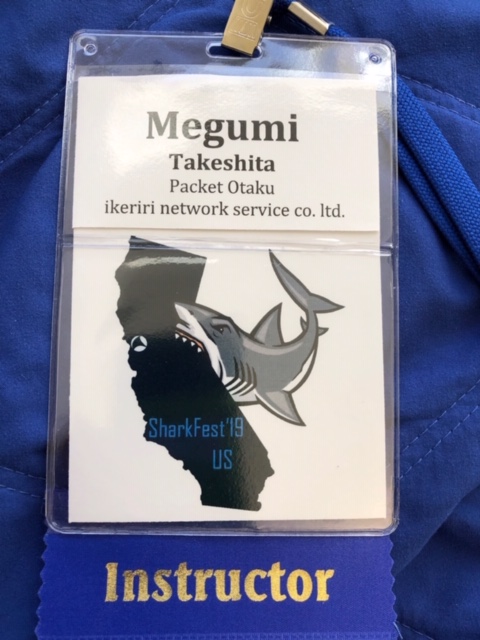 Megumi
Takeshita
Packet Otaku
ikeriri network service co. ltd.
SharkFest'19
US
Instructor